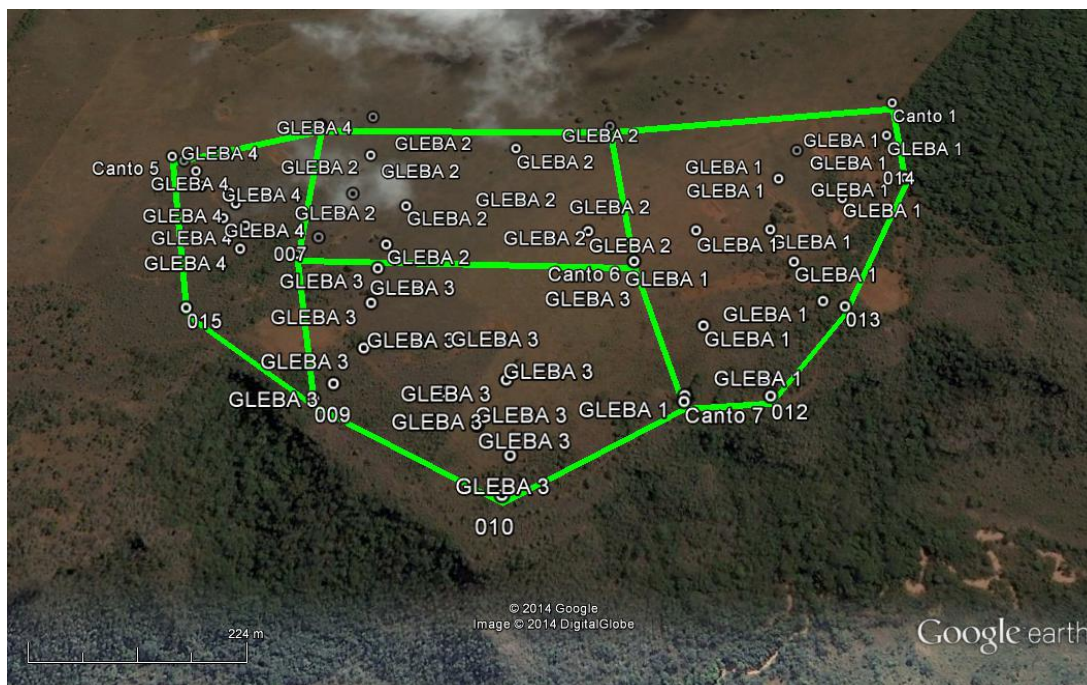 Canto 1
GLEBA 4
GLEBA 2
GLEBA 2
GLEBA 1
GLEBA 1
GLEBA 4
GLEBA 2
GLEBA 1
GLEBA 1
Canto 5
GLEBA 2
GLEBA 2
GLEBA 1
014
GLEBA 4
GLEBA 4
GLEBA 1
GLEBA 1
GLEBA 2
GLEBA 2
GLEBA 2
GLEBA 1
GLEBA 4
GLEBA 2
GLEBA 2
GLEBA 4
GLEBA 4
GLEBA 2
GLEBA 2
GLEBA 1
GLEBA 1
007
GLEBA 2
GLEBA 4
Canto 6
GLEBA 1
GLEBA 1
GLEBA 3
GLEBA 3
GLEBA 3
015
GLEBA 3
GLEBA 1
013
GLEBA 3
GLEBA 3
GLEBA 1
GLEBA 3
GLEBA 3
GLEBA 1
GLEBA 3
GLEBA 3
009
GLEBA 3
GLEBA 3
GLEBA 1
Canto 7
012
GLEBA 3
GLEBA 3
010
© 2014 Google
Image © 2014 DigitalGlobe
224 m
Google earth